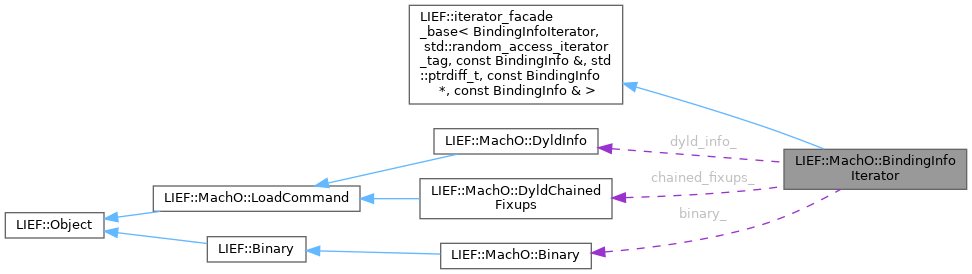 LIEF::iterator_facade
_base< BindingInfoIterator,
std::random_access_iterator
_tag, const BindingInfo &, std
::ptrdiff_t, const BindingInfo
*, const BindingInfo & >
LIEF::MachO::DyldInfo
dyld_info_
LIEF::MachO::BindingInfo
Iterator
chained_fixups_
LIEF::MachO::DyldChained
Fixups
LIEF::MachO::LoadCommand
binary_
LIEF::Object
LIEF::Binary
LIEF::MachO::Binary